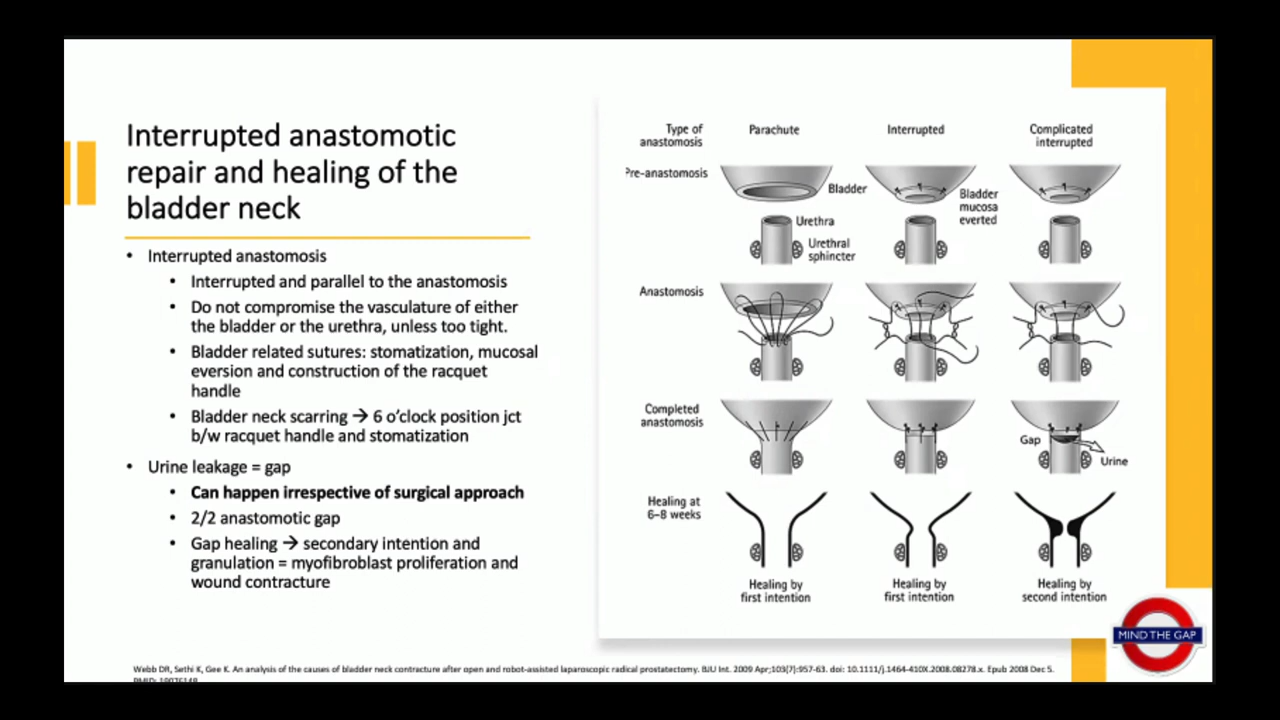 Interrupted anastomotic
repair and healing of the
bladder neck
• Interrupted anastomosis
• Interrupted and parallel to the anastomosis
• Do not compromise the vasculature of either
the bladder or the urethra, unless too tight.
• Bladder related sutures: stomatization, mucosal
eversion and construction of the racquet
handle
• Bladder neck scarring → 6 o’clock position jct
b/w racquet handle and stomatization
• Urine leakage = gap
• Can happen irrespective of surgical approach
• 2/2 anastomotic gap
• Gap healing → secondary intention and
granulation = myofibroblast proliferation and
wound contracture
Type of
anastomosis
Parachute
Interrupted
Complicated
interrupted
Pre-anastomosis
Bladder
Bladder
mucosa
everted
Urethra
Urethral
sphincter
Anastomosis
Completed
anastomosis
Gap
Urine
Healing at
6–8 weeks
Healing by
first intention
Healing by
first intention
Healing by
second intention
MIND THE GAP
Webb DR, Sethi K, Gee K. An analysis of the causes of bladder neck contracture after open and robot-assisted laparoscopic radical prostatectomy. BJU Int. 2009 Apr;103(7):957-63. doi: 10.1111/j.1464-410X.2008.08278.x. Epub 2008 Dec 5.